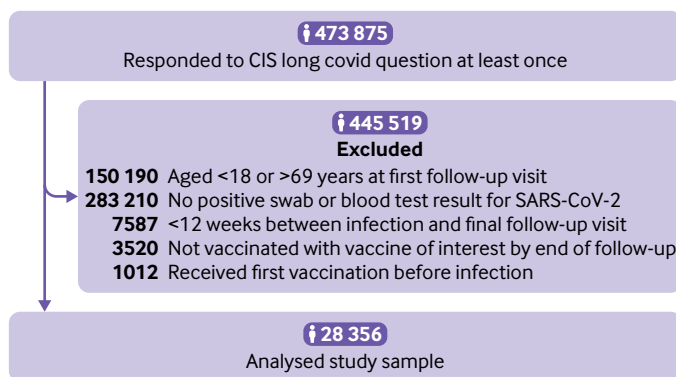 473 875
Responded to CIS long covid question at least once
445 519
Excluded
150 190 Aged <18 or >69 years at first follow-up visit
283 210 No positive swab or blood test result for SARS-CoV-2
7587 <12 weeks between infection and final follow-up visit
3520 Not vaccinated with vaccine of interest by end of follow-up
1012 Received first vaccination before infection
28 356
Analysed study sample